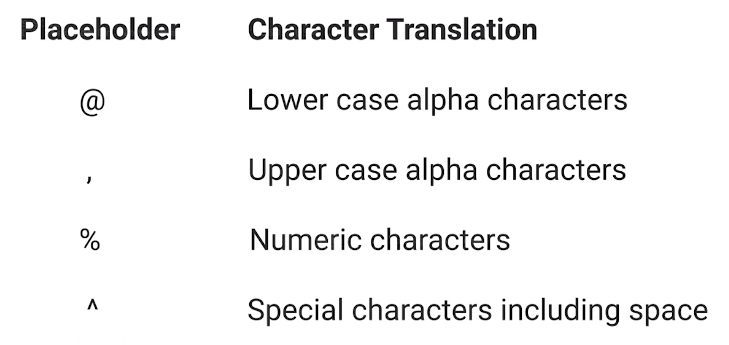 Placeholder Character Translation
@ Lower case alpha characters
, Upper case alpha characters
% Numeric characters
^ Special characters including space